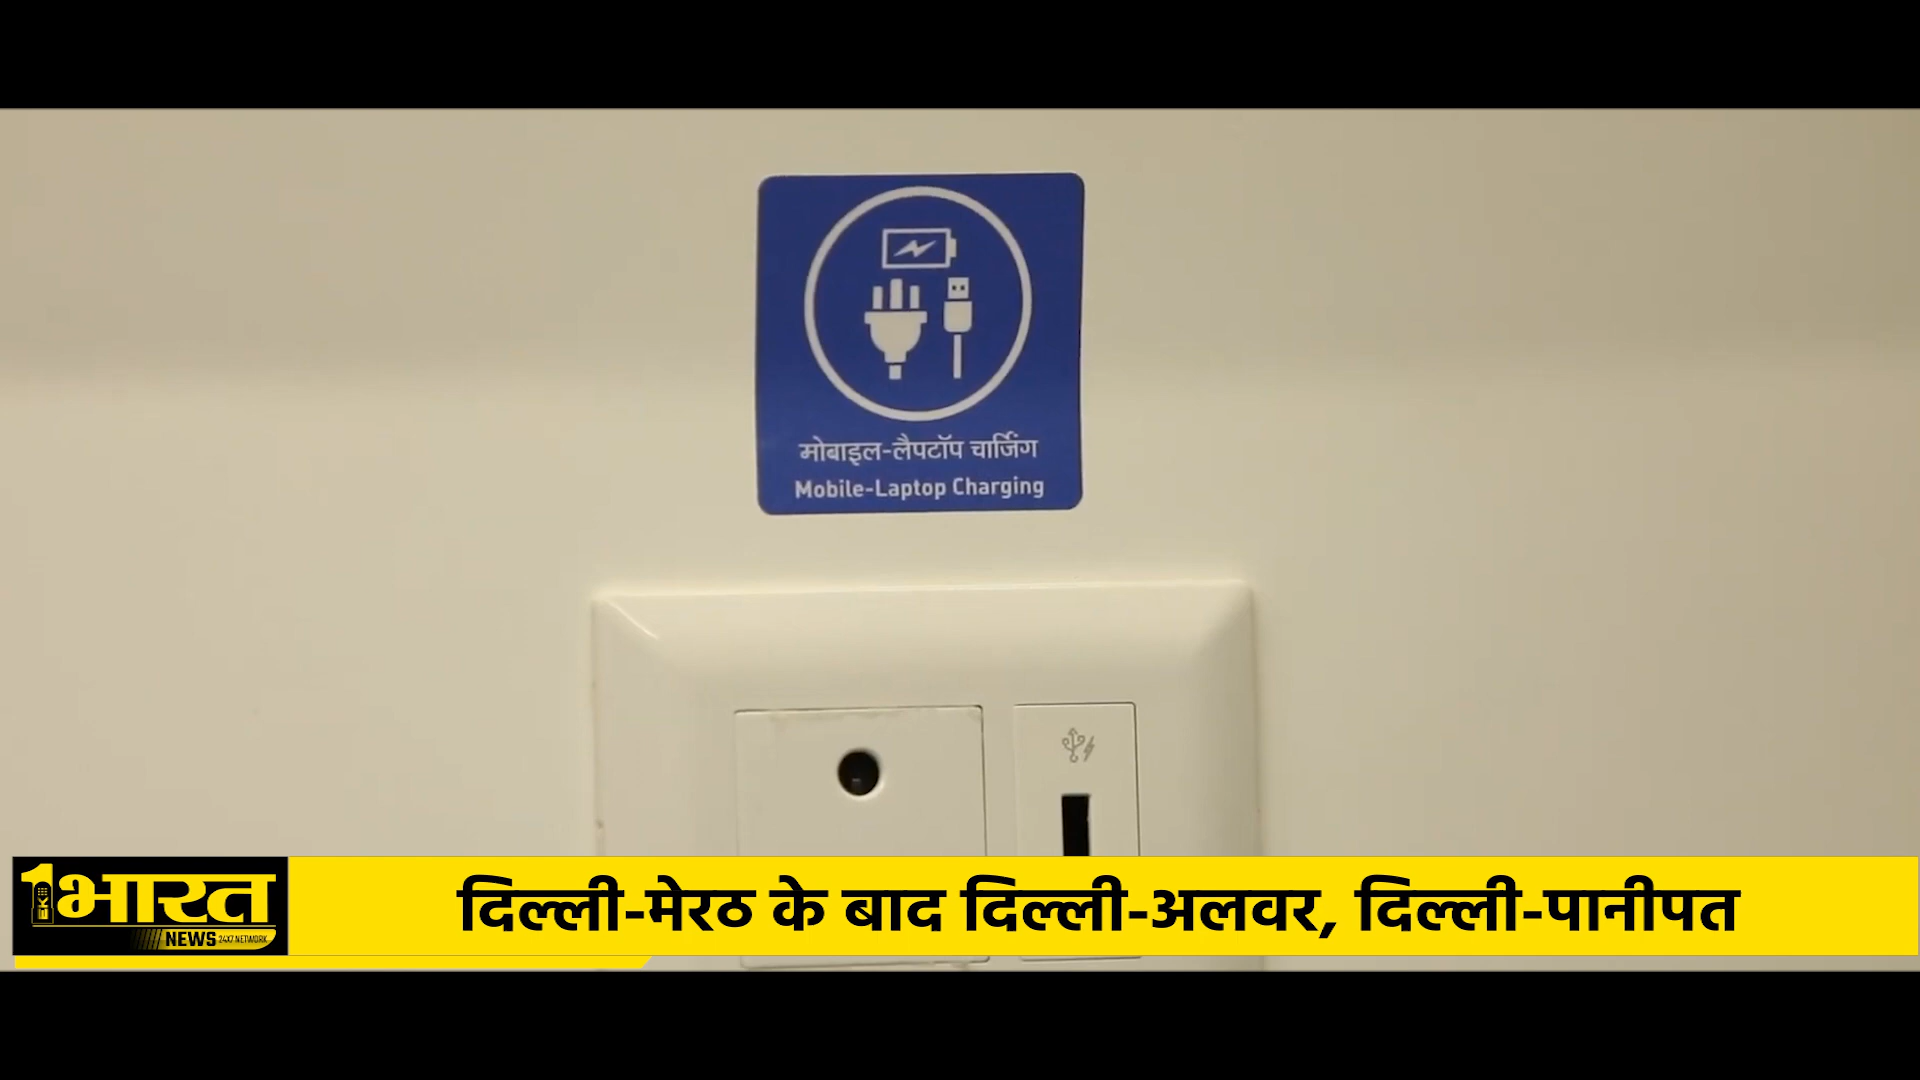 मोबाइल-लैपटॉप चार्जिंग
Mobile-Laptop Charging
1 भारत
EK
NEWS 24X7 NETWORK
दिल्ली-मेरठ के बाद दिल्ली-अलवर, दिल्ली-पानीपत